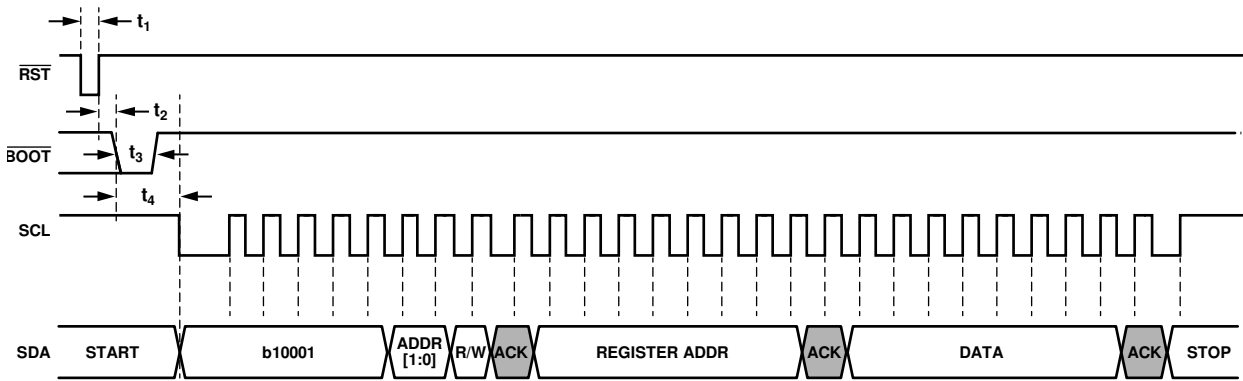 t1
RST
t2
BOOT
t3
t4
SCL
SDA
START
b10001
ADDR
[1:0]
R/W
ACK
REGISTER ADDR
ACK
DATA
ACK
STOP